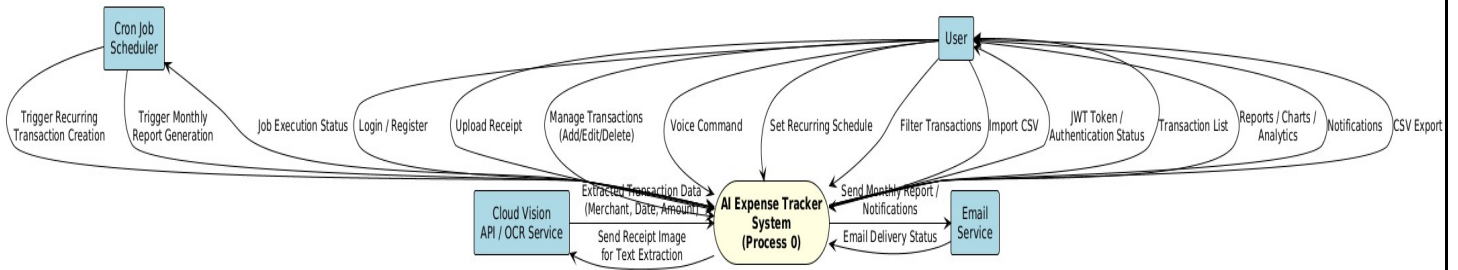 Cron Job
Scheduler
User
Trigger Recurring
Transaction Creation
Trigger Monthly
Report Generation
Job Execution Status
Login / Register
Upload Receipt
Manage Transactions
(Add/Edit/Delete)
Voice Command
Set Recurring Schedule
Filter Transactions
Import CSV
JWT Token /
Authentication Status
Transaction List
Reports / Charts /
Analytics
Notifications
CSV Export
Cloud Vision
API / OCR Service
Extracted Transaction Data
(Merchant, Date, Amount)
Send Receipt Image
for Text Extraction
AI Expense Tracker
System
(Process 0)
Send Monthly Report /
Notifications
Email Delivery Status
Email
Service